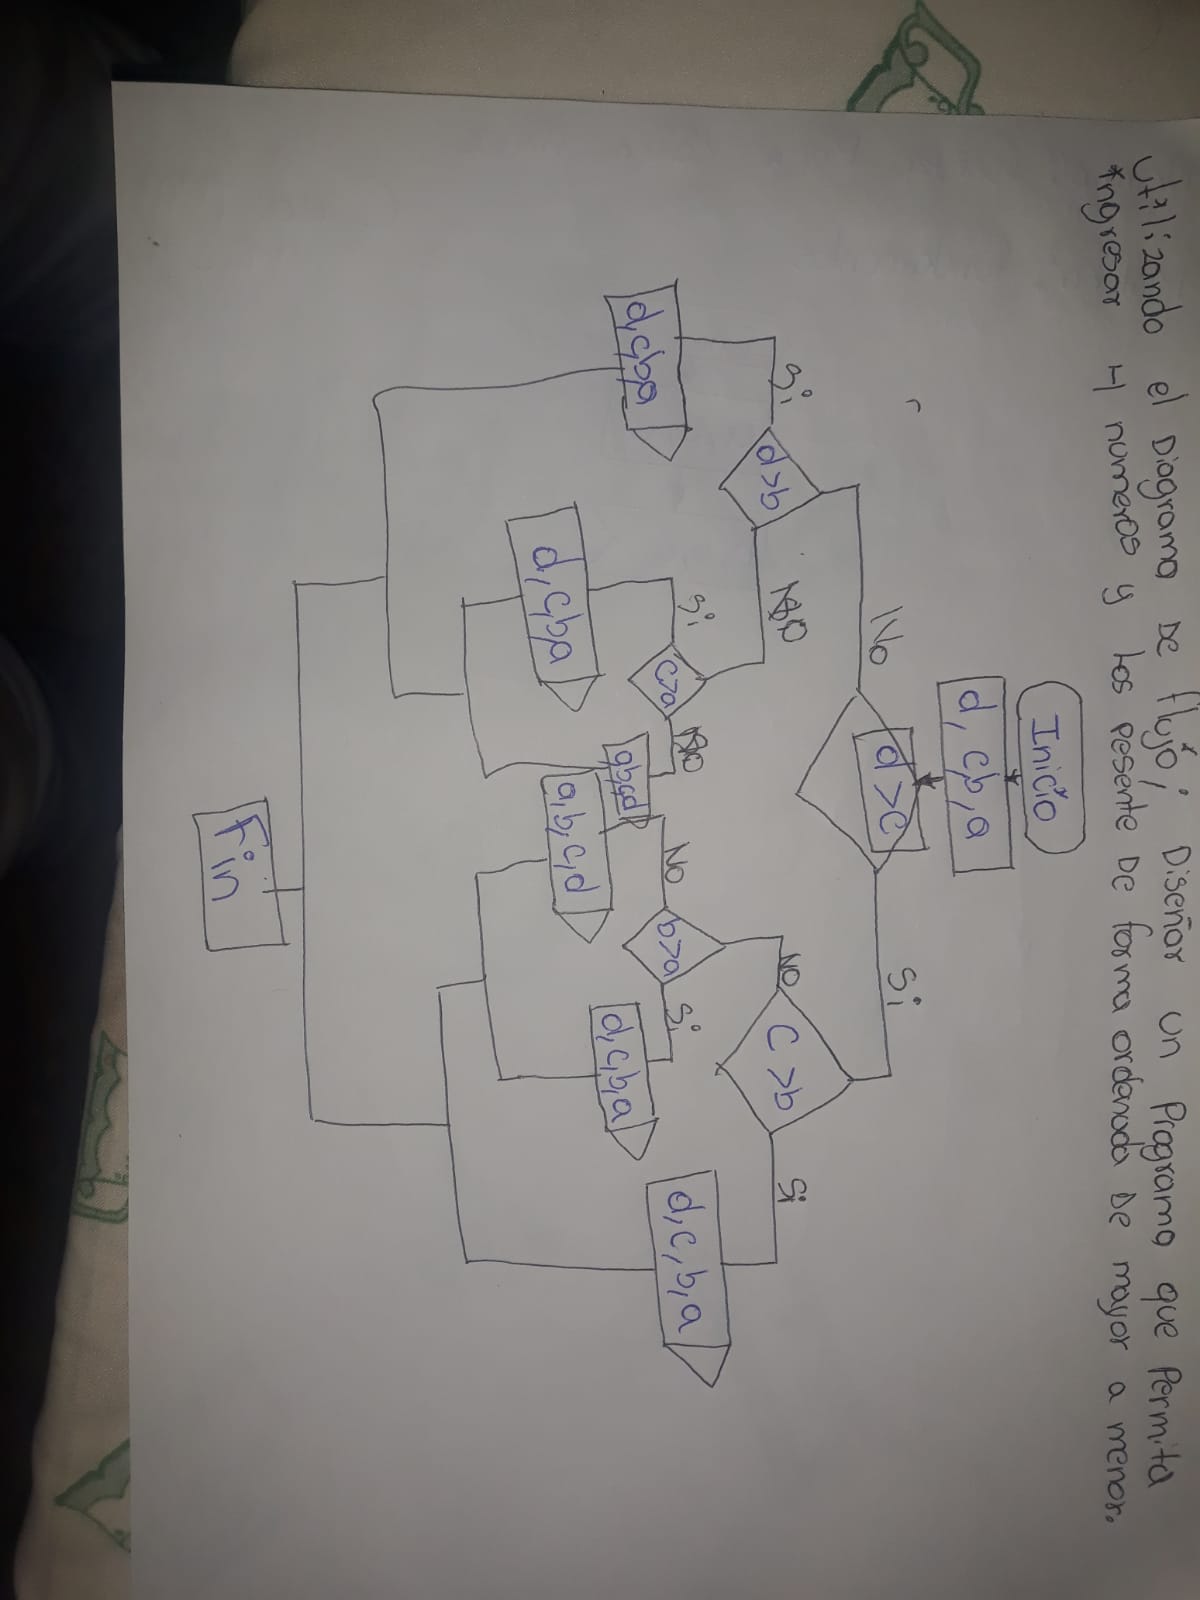 Utilizando el Diagrama De flujo; Diseñar un Programa que Permita
*ingresar 4 numeros y los pesente De forma ordenada De mayor a menor.
Inicio
d, c,b, a
d >c
No
Si
d>b
C >b
Si
No
No
Si
c>a
b>a
Si
No
No
Si
d,c,b,a
d, c,b,a
a,b,c,d
a,b,c,d
d,c,b,a
d, c, b, a
Fin